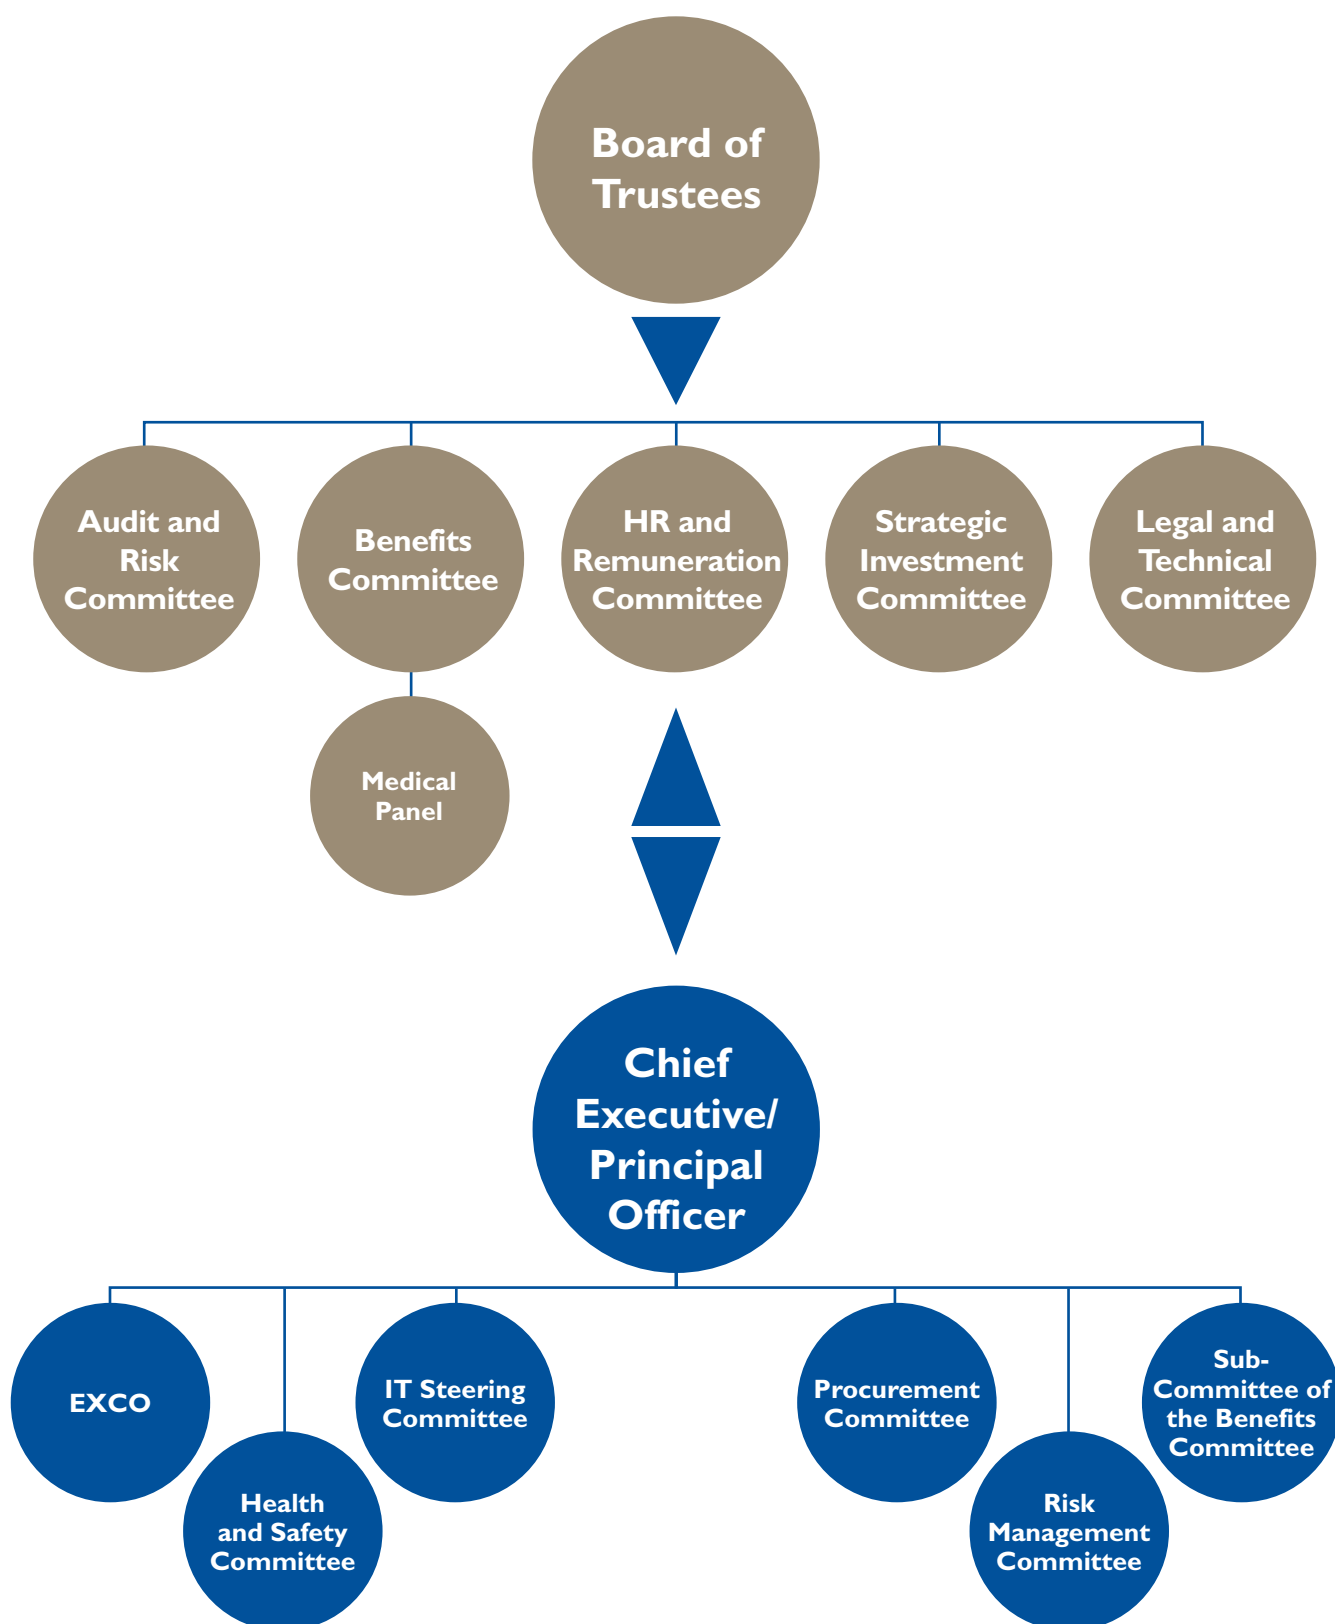 Board of
Trustees
Audit and
Risk
Committee
Benefits
Committee
HR and
Remuneration
Committee
Strategic
Investment
Committee
Legal and
Technical
Committee
Medical
Panel
Chief
Executive/
Principal
Officer
EXCO
Health
and Safety
Committee
IT Steering
Committee
Procurement
Committee
Risk
Management
Committee
Sub-
Committee of
the Benefits
Committee